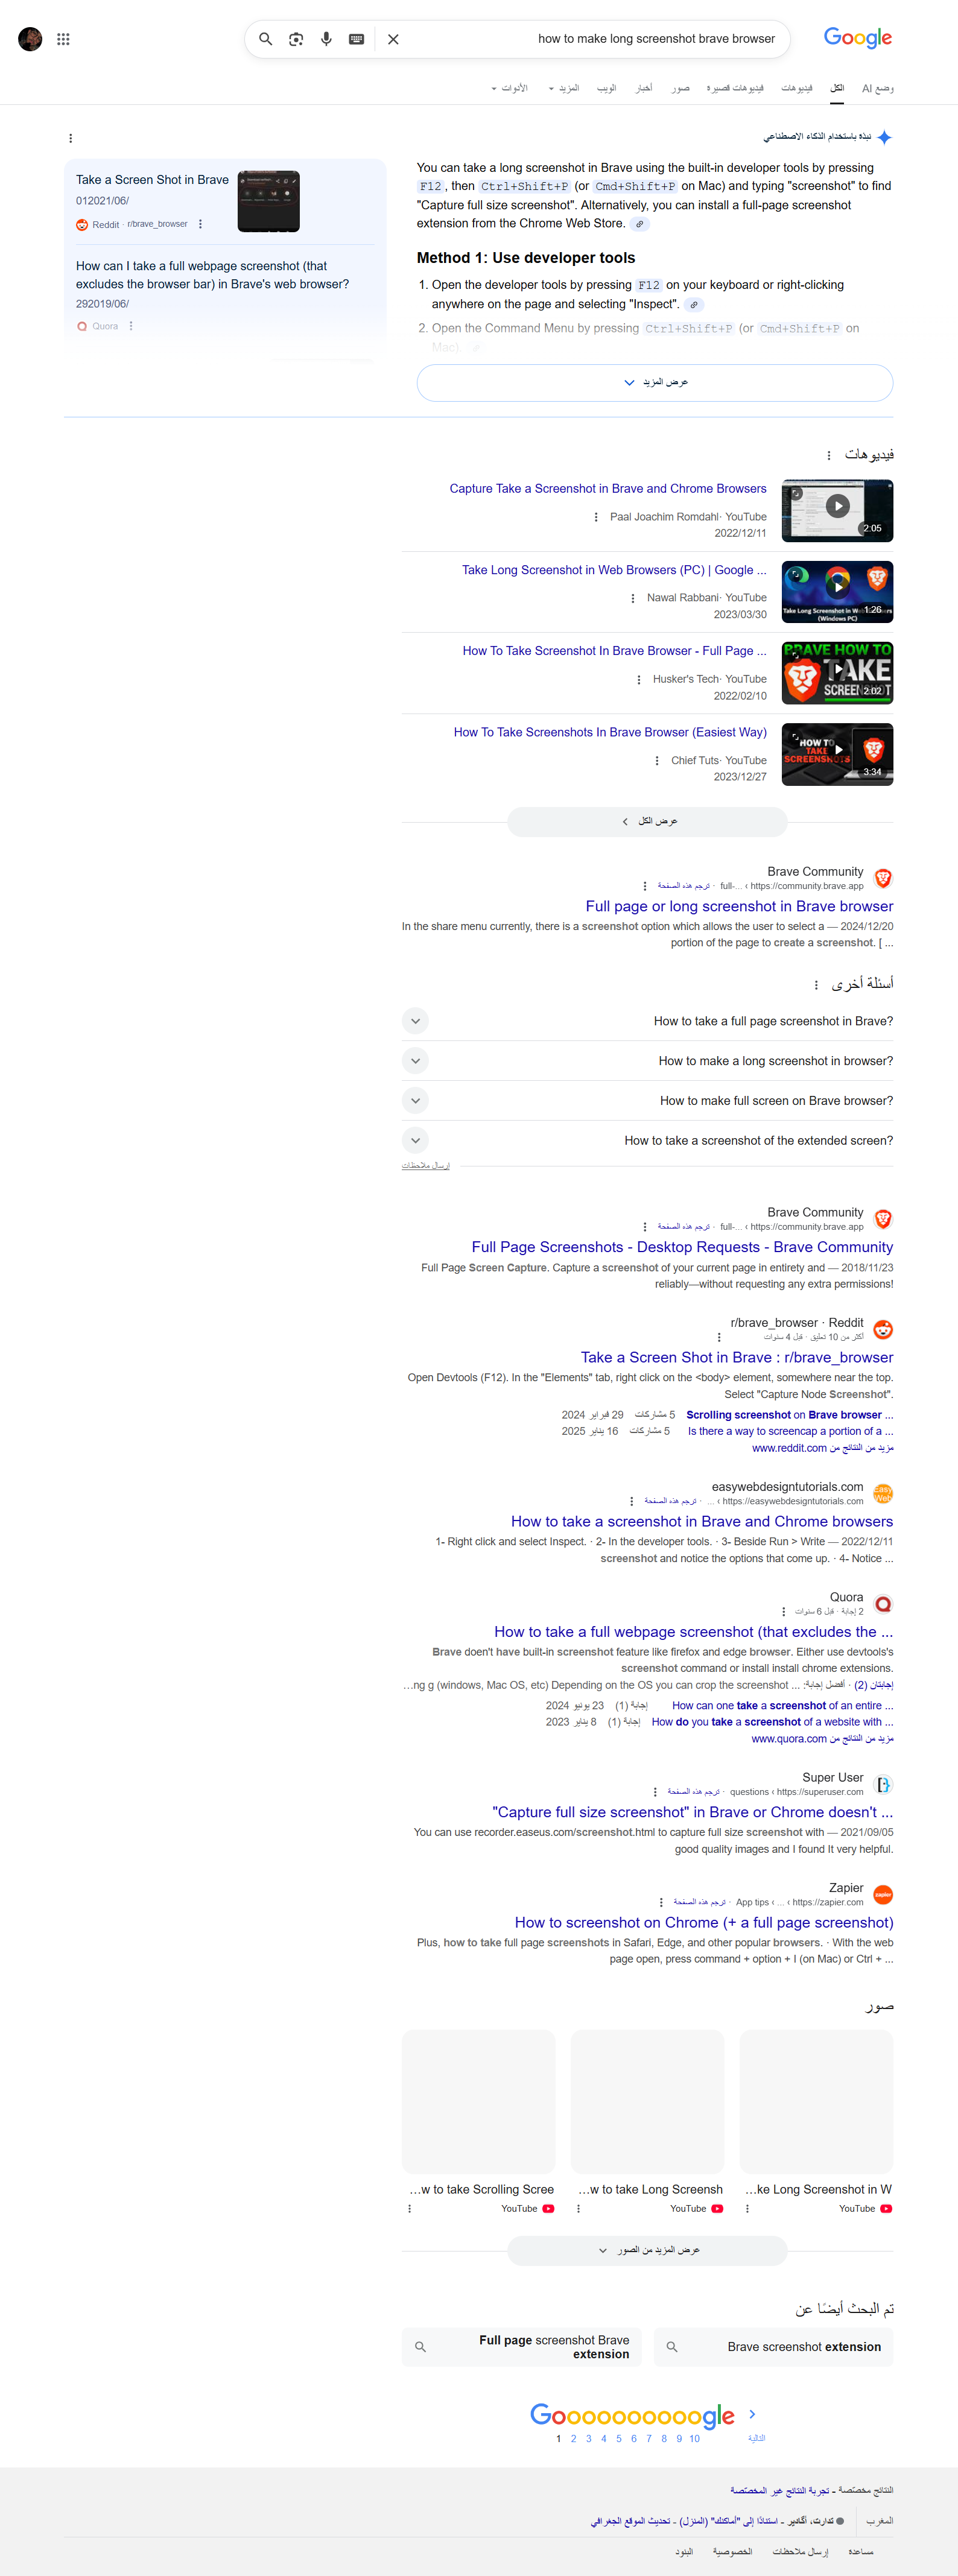 how to make long screenshot brave browser
Google
وضع AI
الكل
فيديوهات
فيديوهات قصيرة
صور
أخبار
الويب
المزيد
الأدوات
نبذة باستخدام الذكاء الاصطناعي
You can take a long screenshot in Brave using the built-in developer tools by pressing
F12, then Ctrl+Shift+P (or Cmd+Shift+P on Mac) and typing "screenshot" to find
"Capture full size screenshot". Alternatively, you can install a full-page screenshot
extension from the Chrome Web Store.
Method 1: Use developer tools
1. Open the developer tools by pressing F12 on your keyboard or right-clicking
anywhere on the page and selecting "Inspect".
2. Open the Command Menu by pressing Ctrl+Shift+P (or Cmd+Shift+P on
Mac).
Take a Screen Shot in Brave
012021/06/
Reddit · r/brave_browser
How can I take a full webpage screenshot (that
excludes the browser bar) in Brave's web browser?
292019/06/
Quora
عرض المزيد
فيديوهات
Capture Take a Screenshot in Brave and Chrome Browsers
Paal Joachim Romdahl· YouTube
2022/12/11
2:05
Take Long Screenshot in Web Browsers (PC) | Google ...
Nawal Rabbani· YouTube
2023/03/30
1:26
(Windows PC)
How To Take Screenshot In Brave Browser - Full Page ...
Husker's Tech· YouTube
2022/02/10
BRAVE HOW TO
TAKE
2:02
How To Take Screenshots In Brave Browser (Easiest Way)
Chief Tuts· YouTube
2023/12/27
HOW TO
TAKE
SCREENSHOTS
3:34
عرض الكل
Brave Community
https://community.brave.app › ...-full · ترجم هذه الصفحة
Full page or long screenshot in Brave browser
In the share menu currently, there is a screenshot option which allows the user to select a — 2024/12/20
portion of the page to create a screenshot. [ ...
أسئلة أخرى
How to take a full page screenshot in Brave?
How to make a long screenshot in browser?
How to make full screen on Brave browser?
How to take a screenshot of the extended screen?
إرسال ملاحظات
Brave Community
https://community.brave.app › ...-full · ترجم هذه الصفحة
Full Page Screenshots - Desktop Requests - Brave Community
Full Page Screen Capture. Capture a screenshot of your current page in entirety and — 2018/11/23
reliably—without requesting any extra permissions!
r/brave_browser · Reddit
أكثر من 10 تعليق · قبل 4 سنوات
Take a Screen Shot in Brave : r/brave_browser
Open Devtools (F12). In the "Elements" tab, right click on the <body> element, somewhere near the top.
Select "Capture Node Screenshot".
Scrolling screenshot on Brave browser ... 5 مشاركات 29 فبراير 2024
Is there a way to screencap a portion of a ... 5 مشاركات 16 يناير 2025
مزيد من النتائج من www.reddit.com
easywebdesigntutorials.com
https://easywebdesigntutorials.com › ... · ترجم هذه الصفحة
How to take a screenshot in Brave and Chrome browsers
1- Right click and select Inspect. · 2- In the developer tools. · 3- Beside Run > Write — 2022/12/11
screenshot and notice the options that come up. · 4- Notice ...
Quora
2 إجابة · قبل 6 سنوات
How to take a full webpage screenshot (that excludes the ...
Brave doen't have built-in screenshot feature like firefox and edge browser. Either use devtools's
screenshot command or install install chrome extensions.
إجابتان (2) · أفضل إجابة: ... ng g (windows, Mac OS, etc) Depending on the OS you can crop the screenshot…
How can one take a screenshot of an entire ... إجابة (1) 23 يونيو 2024
How do you take a screenshot of a website with ... إجابة (1) 8 يناير 2023
مزيد من النتائج من www.quora.com
Super User
https://superuser.com › questions · ترجم هذه الصفحة
"Capture full size screenshot" in Brave or Chrome doesn't ...
You can use recorder.easeus.com/screenshot.html to capture full size screenshot with — 2021/09/05
good quality images and I found It very helpful.
Zapier
https://zapier.com › ... › App tips · ترجم هذه الصفحة
How to screenshot on Chrome (+ a full page screenshot)
Plus, how to take full page screenshots in Safari, Edge, and other popular browsers. · With the web
page open, press command + option + I (on Mac) or Ctrl + ...
صور
...ke Long Screenshot in W
YouTube
...w to take Long Screensh
YouTube
...w to take Scrolling Scree
YouTube
عرض المزيد من الصور
تم البحث أيضًا عن
Brave screenshot extension
Full page screenshot Brave
extension
Goooooooooogle
1 2 3 4 5 6 7 8 9 10
التالية
النتائج مخصّصة - تجربة النتائج غير المخصّصة
المغرب
تدارت، أكادير - استنادًا إلى "أماكنك" (المنزل) - تحديث الموقع الجغرافي
مساعدة
إرسال ملاحظات
الخصوصية
البنود